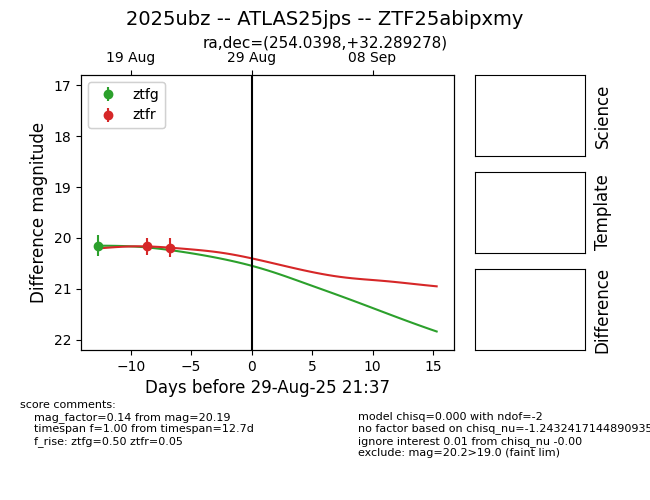 2025ubz -- ATLAS25jps -- ZTF25abipxmy
ra,dec=(254.0398,+32.289278)
19 Aug 29 Aug 08 Sep
ztfg
ztfr
17
18
19
20
21
22
Difference magnitude
−10 −5 0 5 10 15
Days before 29-Aug-25 21:37
Science
Template
Difference
score comments:
mag_factor=0.14 from mag=20.19
timespan f=1.00 from timespan=12.7d
f_rise: ztfg=0.50 ztfr=0.05
model chisq=0.000 with ndof=-2
no factor based on chisq_nu=-1.2432417144890935
ignore interest 0.01 from chisq_nu -0.00
exclude: mag=20.2>19.0 (faint lim)